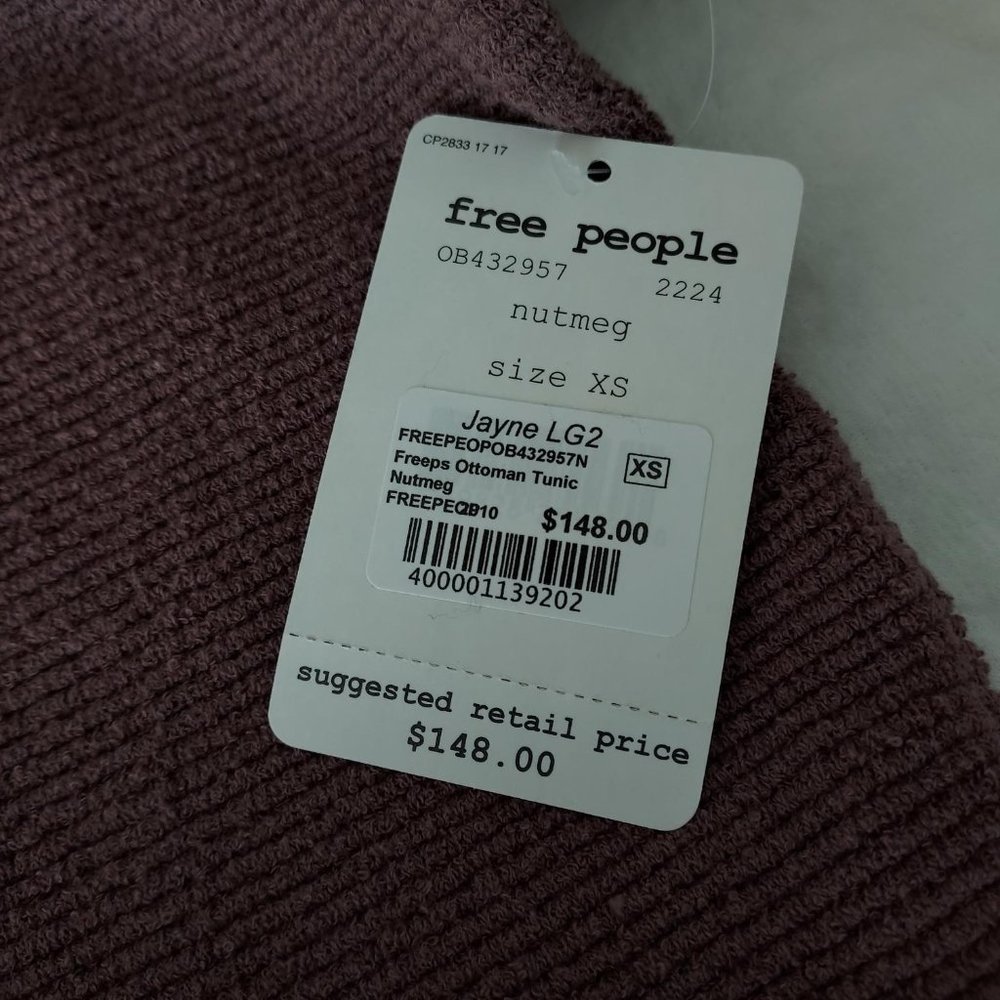 CP2833 17 17
free people
OB432957 2224
nutmeg
size XS
Jayne LG2
FREEPEOPOB432957N
XS
Freeps Ottoman Tunic
Nutmeg
$148.00
400001139202
suggested retail price
$148.00